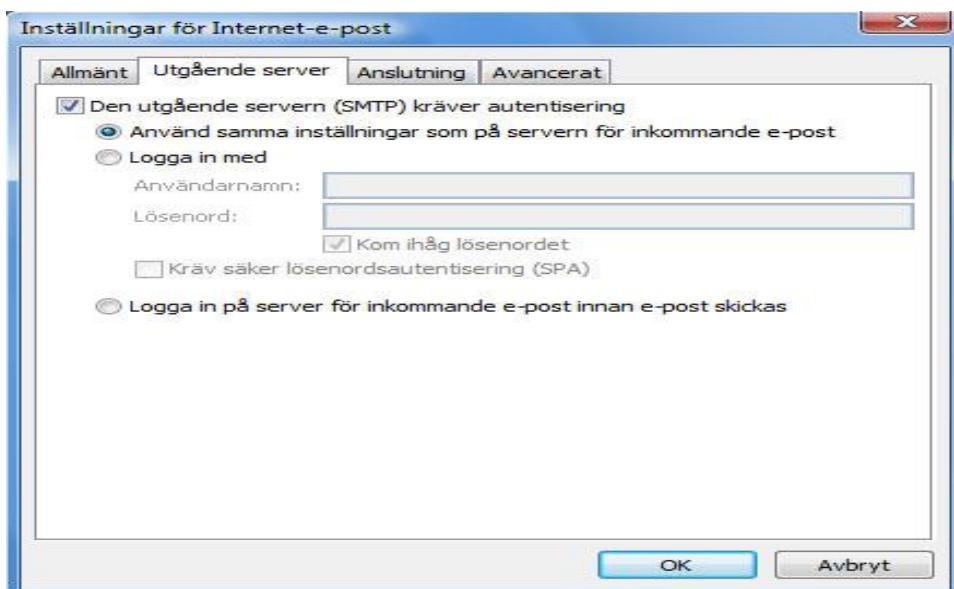 Inställningar för Internet-e-post
Allmänt Utgående server Anslutning Avancerat
Den utgående servern (SMTP) kräver autentisering
Använd samma inställningar som på servern för inkommande e-post
Logga in med
Användarnamn:
Lösenord:
Kom ihåg lösenordet
Kräv säker lösenordsautentisering (SPA)
Logga in på server för inkommande e-post innan e-post skickas
OK Avbryt